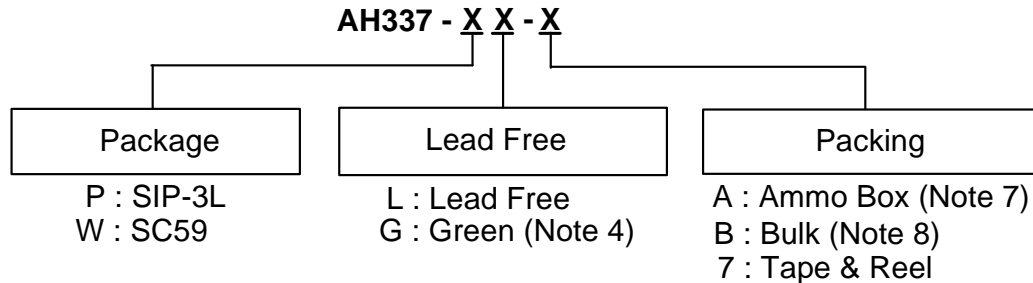 AH337 - X X - X
Package
P : SIP-3L
W : SC59
Lead Free
L : Lead Free
G : Green (Note 4)
Packing
A : Ammo Box (Note 7)
B : Bulk (Note 8)
7 : Tape & Reel